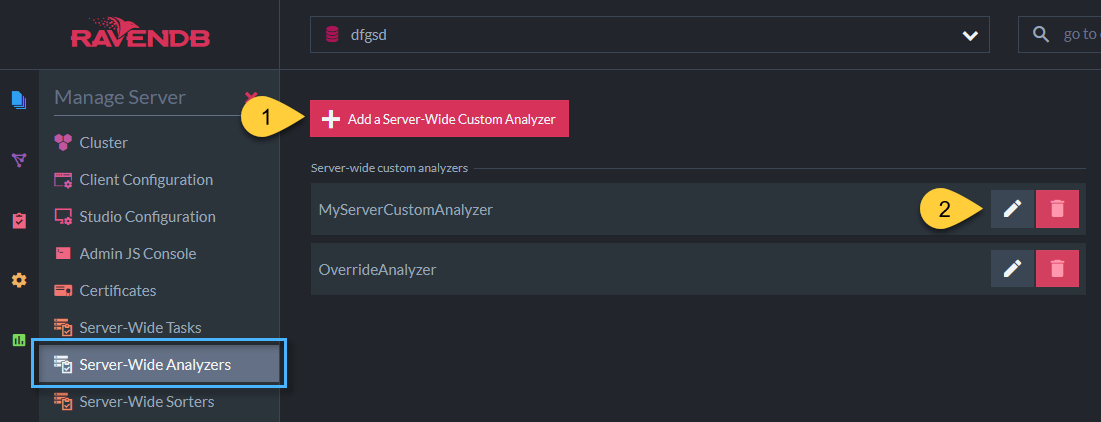 RAVENDB
dfgsd
go to
Manage Server
1
Add a Server-Wide Custom Analyzer
Cluster
Client Configuration
Studio Configuration
Admin JS Console
Certificates
Server-Wide Tasks
Server-Wide Analyzers
Server-Wide Sorters
Server-wide custom analyzers
MyServerCustomAnalyzer
2
OverrideAnalyzer